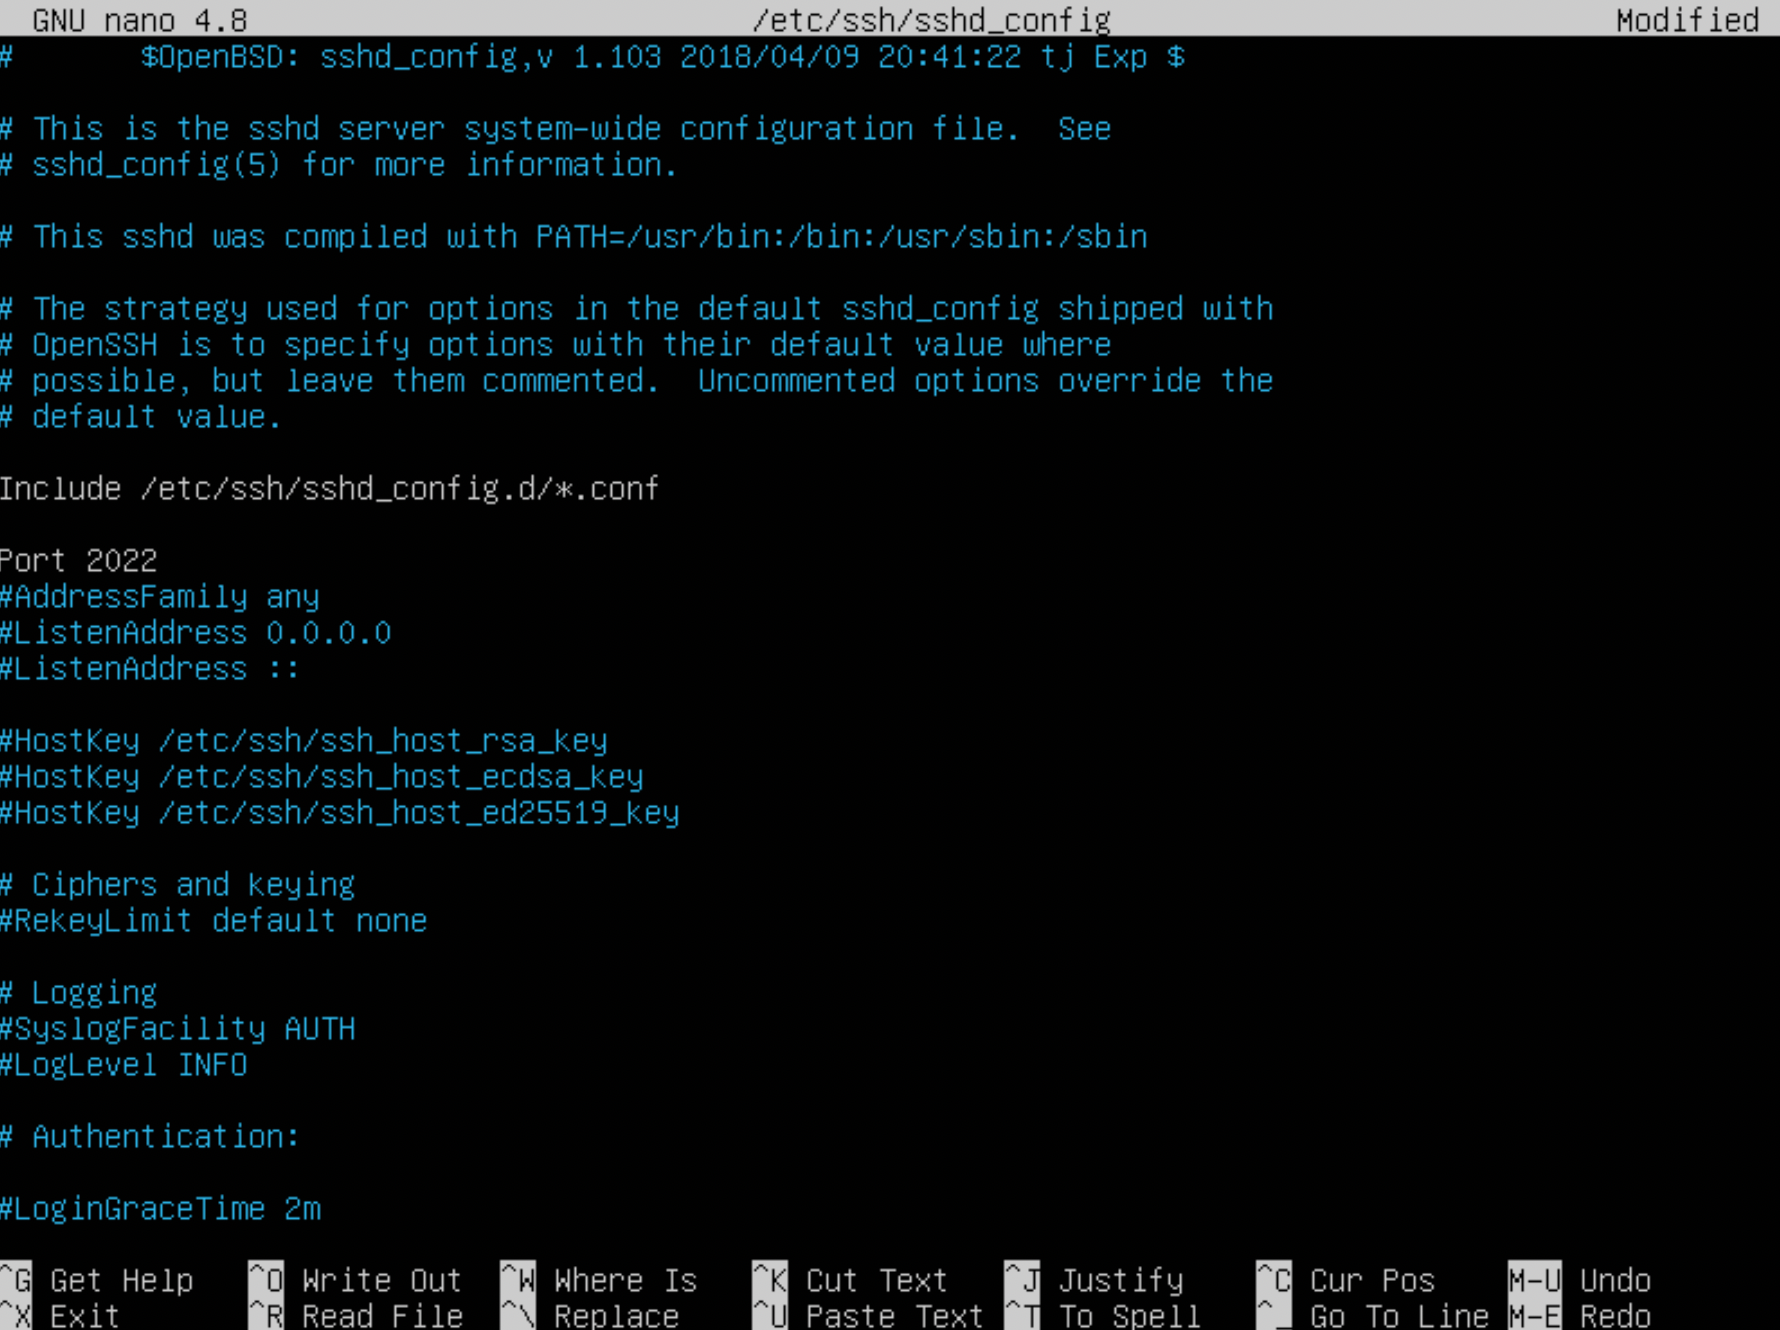 GNU nano 4.8 /etc/ssh/sshd_config Modified
# $OpenBSD: sshd_config,v 1.103 2018/04/09 20:41:22 tj Exp $
# This is the sshd server system-wide configuration file.  See
# sshd_config(5) for more information.
# This sshd was compiled with PATH=/usr/bin:/bin:/usr/sbin:/sbin
# The strategy used for options in the default sshd_config shipped with
# OpenSSH is to specify options with their default value where
# possible, but leave them commented.  Uncommented options override the
# default value.
Include /etc/ssh/sshd_config.d/*.conf
Port 2022
#AddressFamily any
#ListenAddress 0.0.0.0
#ListenAddress ::
#HostKey /etc/ssh/ssh_host_rsa_key
#HostKey /etc/ssh/ssh_host_ecdsa_key
#HostKey /etc/ssh/ssh_host_ed25519_key
# Ciphers and keying
#RekeyLimit default none
# Logging
#SyslogFacility AUTH
#LogLevel INFO
# Authentication:
#LoginGraceTime 2m
^G Get Help ^O Write Out ^W Where Is ^K Cut Text ^J Justify ^C Cur Pos M-U Undo
^X Exit ^R Read File ^\ Replace ^U Paste Text ^T To Spell ^_ Go To Line M-E Redo